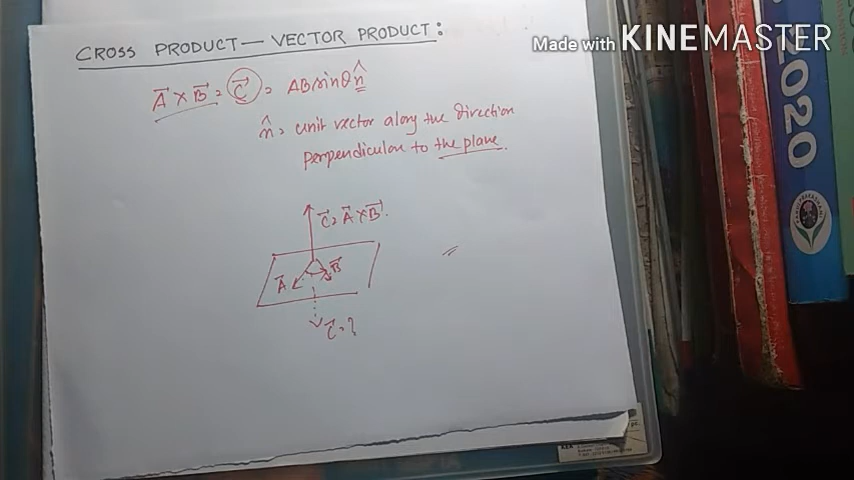 Made with KINEMASTER
CROSS PRODUCT — VECTOR PRODUCT:
A⃗ × B⃗ = C⃗ = AB sinθ n̂
n̂ = unit vector along the direction
perpendicular to the plane.
C⃗ = A⃗ × B⃗.
A⃗ B⃗
C⃗ = ?
2020